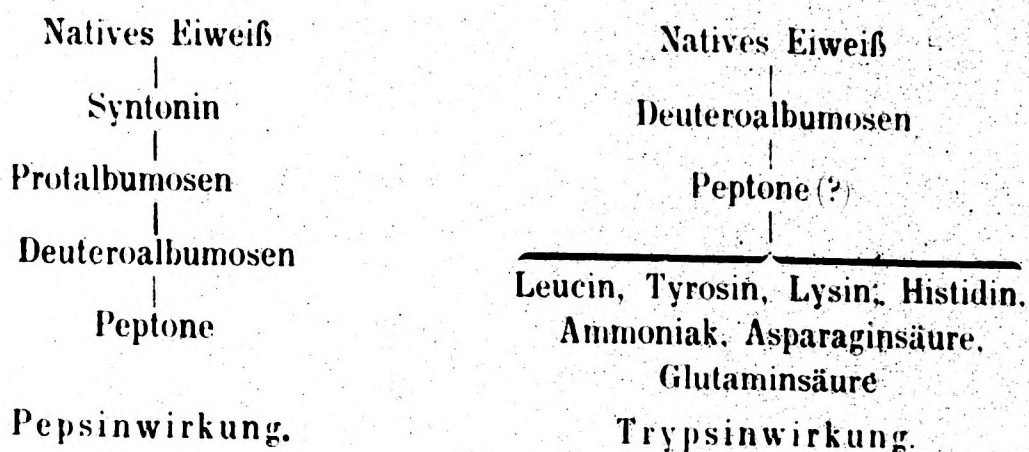 Natives Eiweiß
Syntonin
Protalbumosen
Deuteroalbumosen
Peptone
Pepsinwirkung.
Natives Eiweiß
Deuteroalbumosen
Peptone (?)
Leucin, Tyrosin, Lysin, Histidin,
Ammoniak, Asparaginsäure,
Glutaminsäure
Trypsinwirkung.